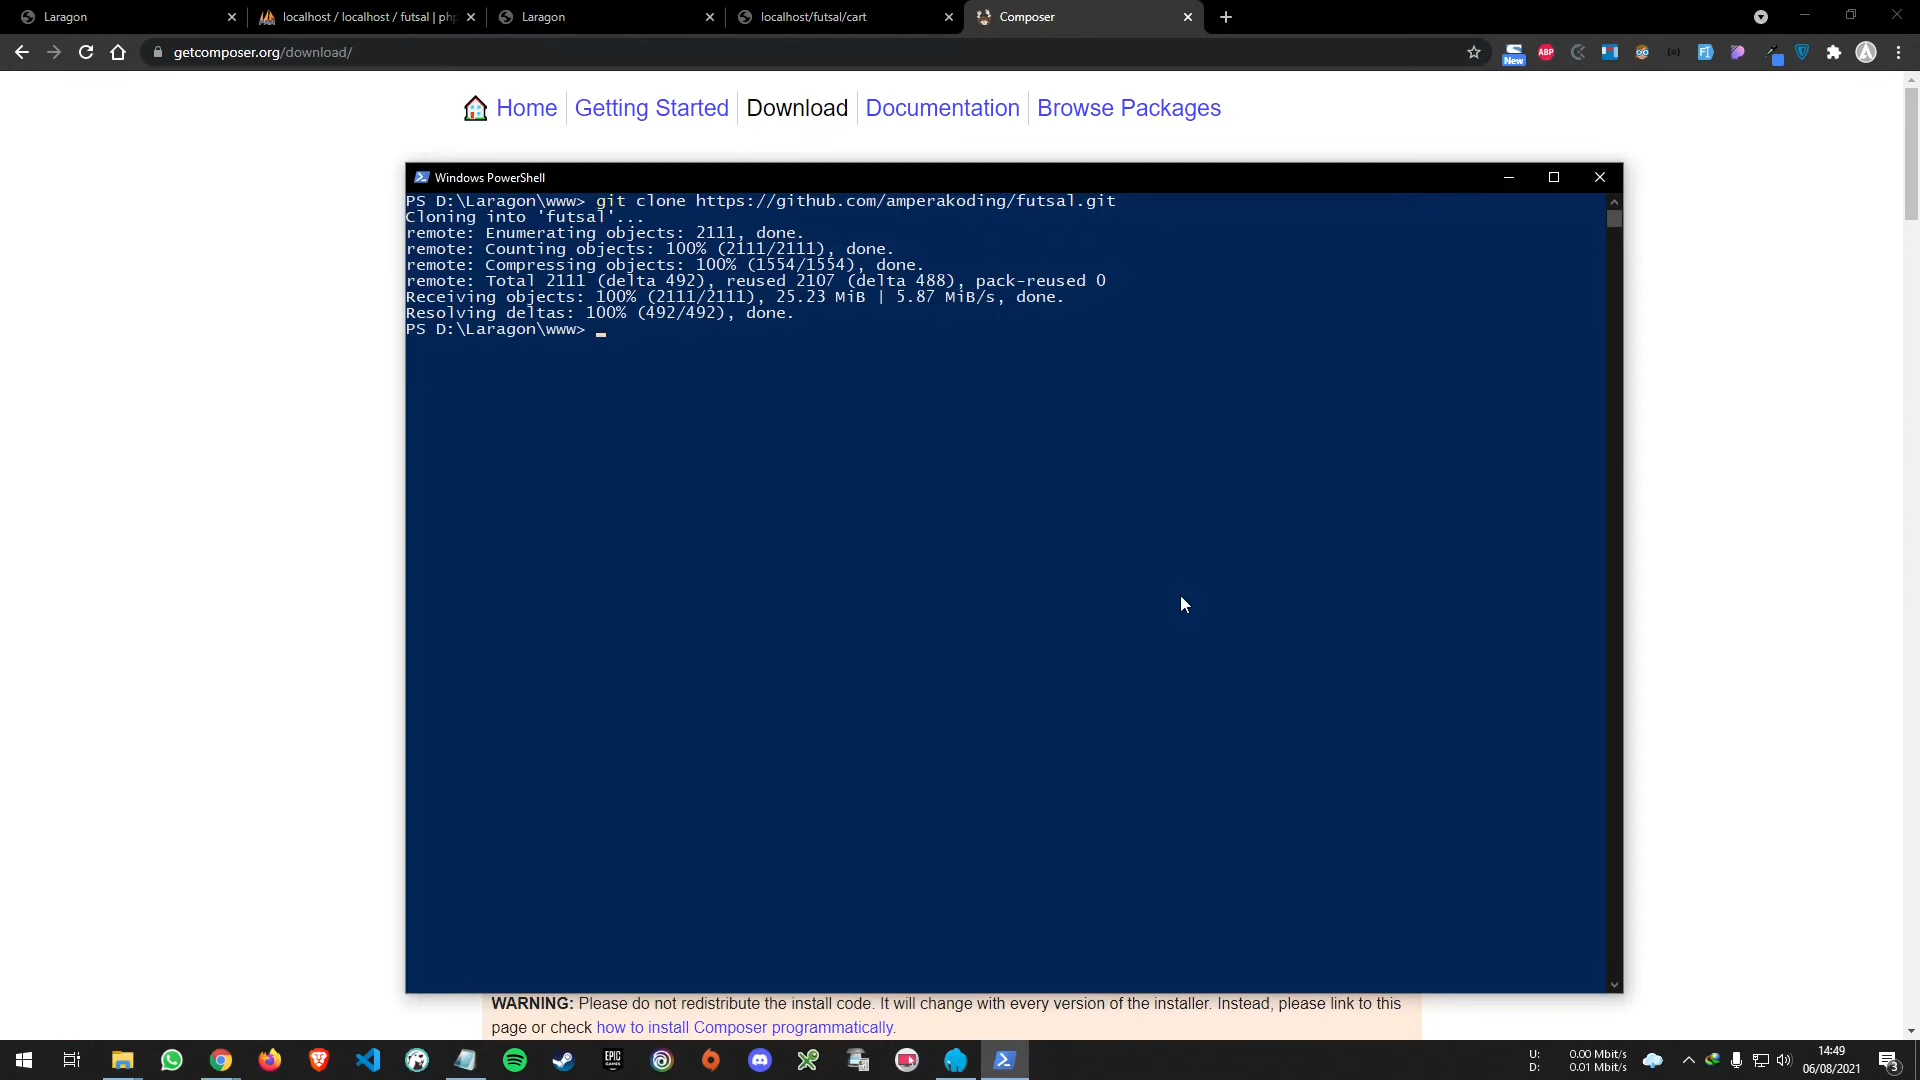 Laragon
localhost / localhost / futsal | php
Laragon
localhost/futsal/cart
Composer
getcomposer.org/download/
New
ABP
Home
Getting Started
Download
Documentation
Browse Packages
Windows PowerShell
PS D:\Laragon\www> git clone https://github.com/amperakoding/futsal.git
Cloning into 'futsal'...
remote: Enumerating objects: 2111, done.
remote: Counting objects: 100% (2111/2111), done.
remote: Compressing objects: 100% (1554/1554), done.
remote: Total 2111 (delta 492), reused 2107 (delta 488), pack-reused 0
Receiving objects: 100% (2111/2111), 25.23 MiB | 5.87 MiB/s, done.
Resolving deltas: 100% (492/492), done.
PS D:\Laragon\www>
WARNING: Please do not redistribute the install code. It will change with every version of the installer. Instead, please link to this
page or check how to install Composer programmatically.
EPIC
GAMES
U: 0.00 Mbit/s
D: 0.01 Mbit/s
14:49
06/08/2021
3